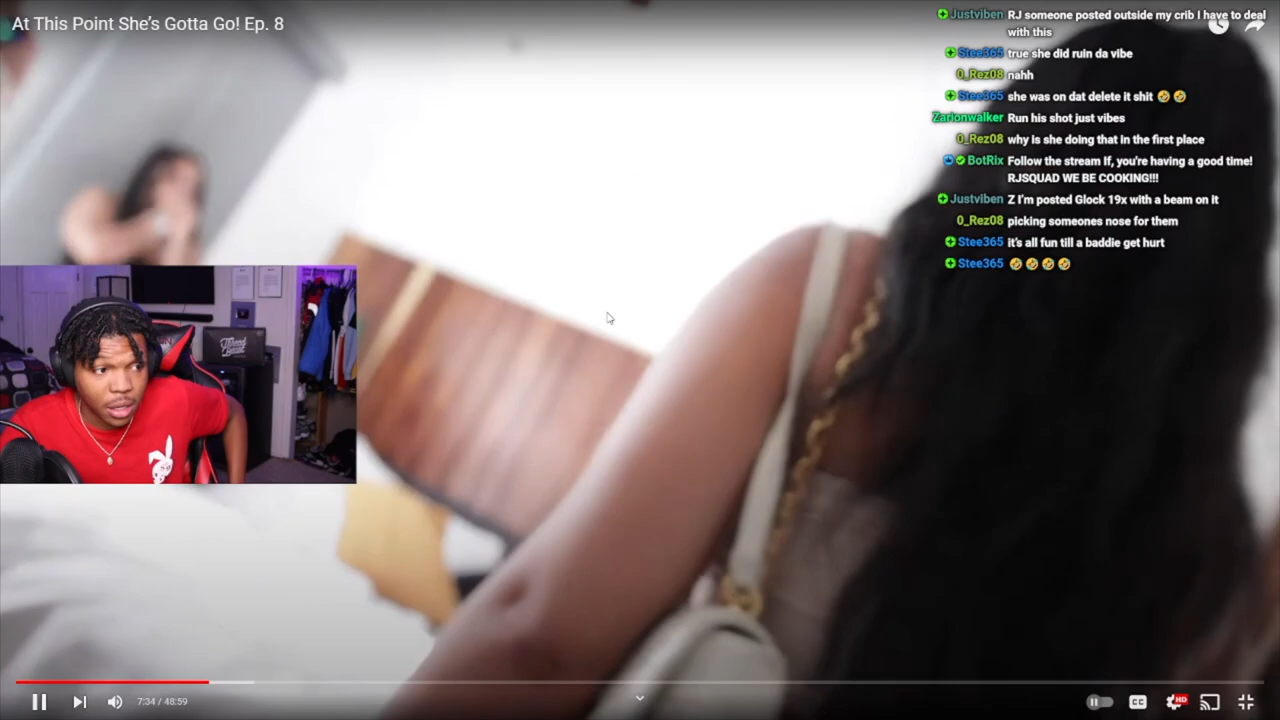 At This Point She’s Gotta Go! Ep. 8
Justviben RJ someone posted outside my crib I have to deal
with this
Stee365 true she did ruin da vibe
0_Rez08 nahh
Stee365 she was on dat delete it shit 🤣 🤣
Zarionwalker Run his shot just vibes
0_Rez08 why is she doing that in the first place
BotRix Follow the stream If, you're having a good time!
RJSQUAD WE BE COOKING!!!
Justviben Z I'm posted Glock 19x with a beam on it
0_Rez08 picking someones nose for them
Stee365 it's all fun till a baddie get hurt
Stee365 🤣 🤣 🤣 🤣
Thread
Beast
7:34 / 48:59
CC
HD